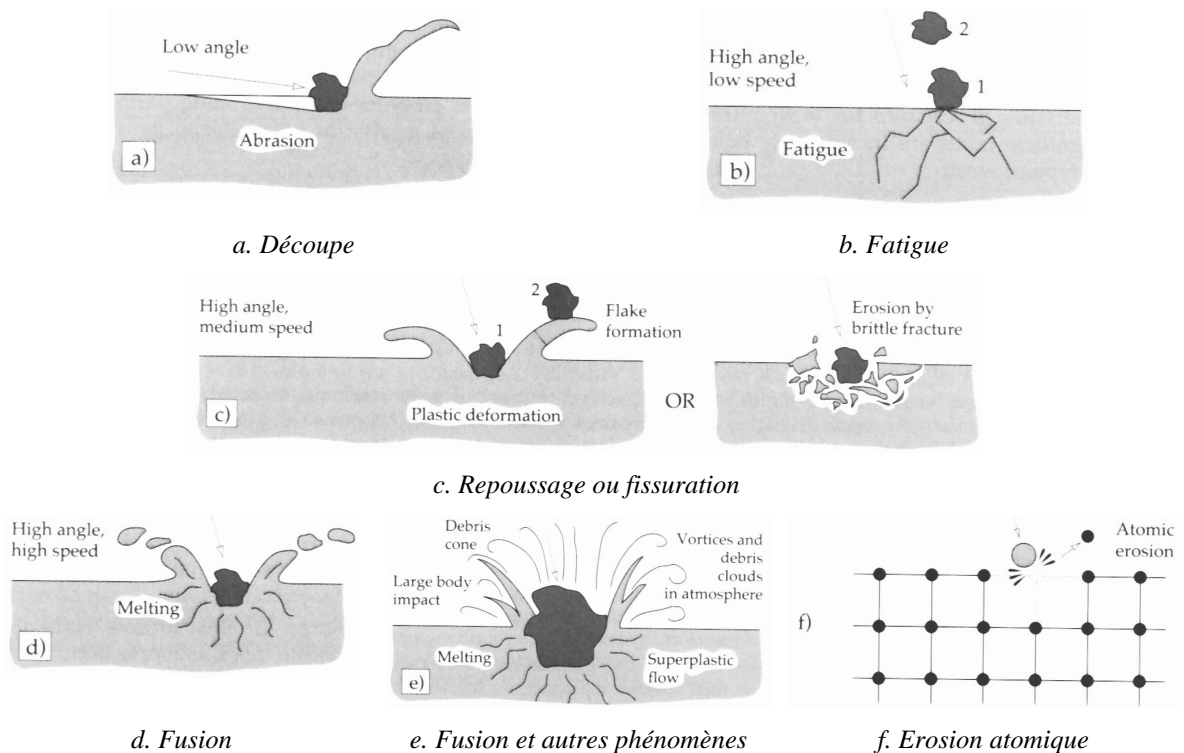 Low angle
Abrasion
a)
High angle,
low speed
2
1
Fatigue
b)
a. Découpe
b. Fatigue
High angle,
medium speed
1
2
Flake
formation
Plastic deformation
c)
OR
Erosion by
brittle fracture
c. Repoussage ou fissuration
High angle,
high speed
Melting
d)
Debris
cone
Large body
impact
Vortices and
debris
clouds
in atmosphere
Melting
Superplastic
flow
e)
Atomic
erosion
f)
d. Fusion
e. Fusion et autres phénomènes
f. Erosion atomique